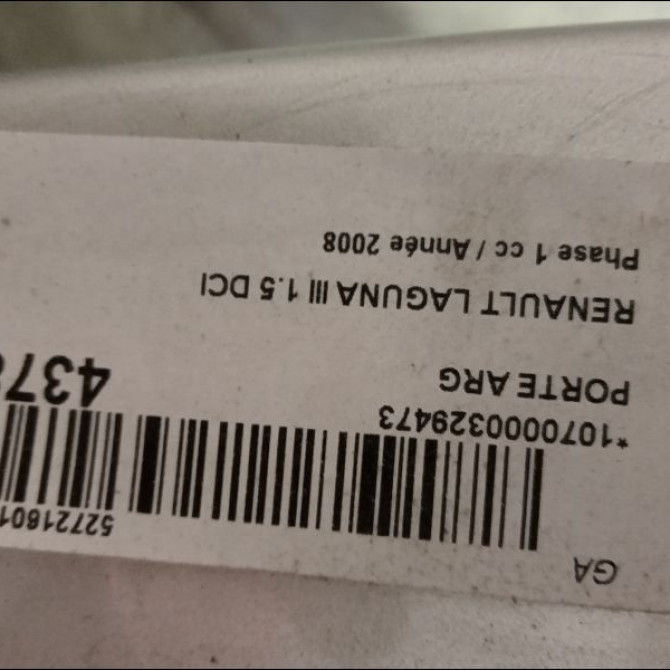 GA
*1070000329473
PORTE ARG
RENAULT LAGUNA III 1.5 DCI
Phase 1 cc / Année 2008